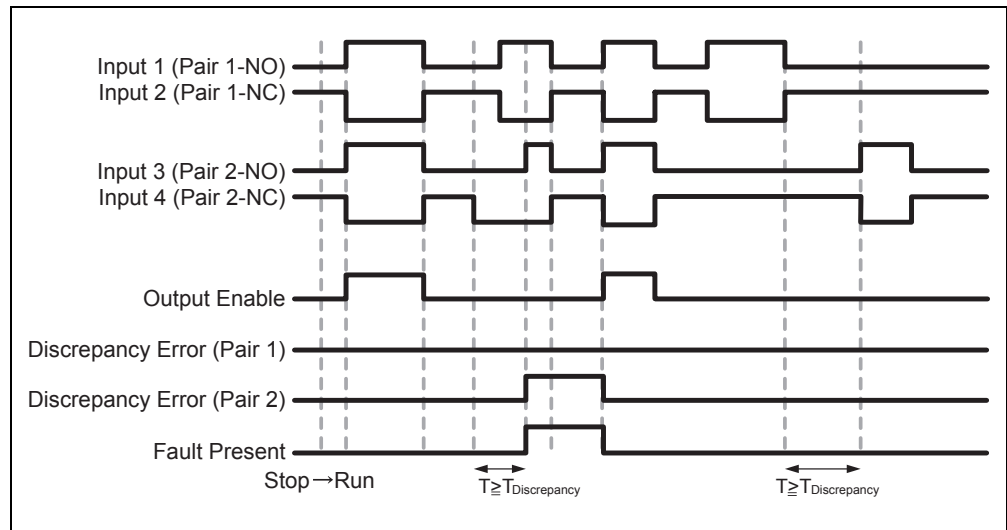 Input 1 (Pair 1-NO)
Input 2 (Pair 1-NC)
Input 3 (Pair 2-NO)
Input 4 (Pair 2-NC)
Output Enable
Discrepancy Error (Pair 1)
Discrepancy Error (Pair 2)
Fault Present
Stop→Run
T≧TDiscrepancy
T≧TDiscrepancy